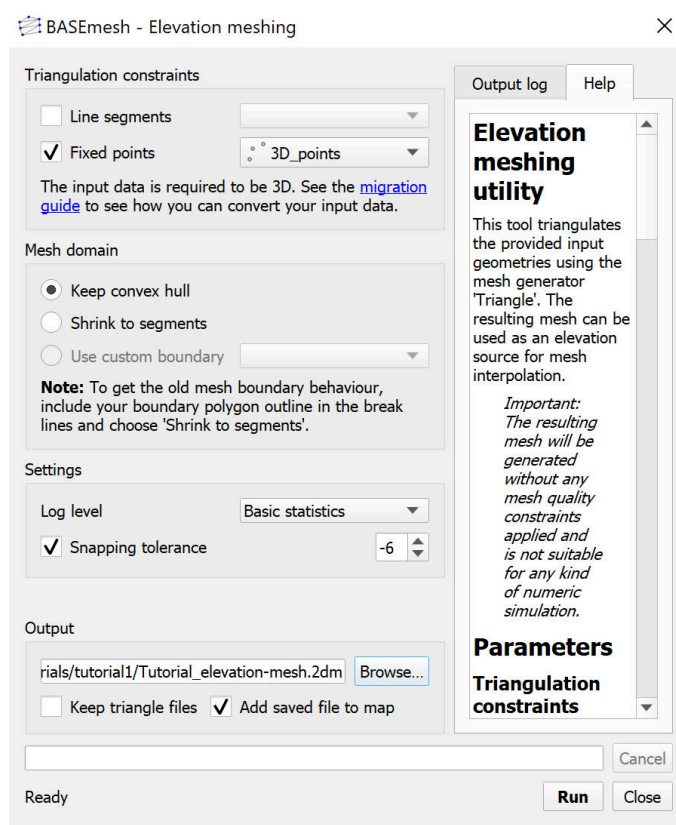 BASEmesh - Elevation meshing
Triangulation constraints
Line segments
Fixed points
3D_points
The input data is required to be 3D. See the migration
guide to see how you can convert your input data.
Mesh domain
Keep convex hull
Shrink to segments
Use custom boundary
Note: To get the old mesh boundary behaviour,
include your boundary polygon outline in the break
lines and choose 'Shrink to segments'.
Settings
Log level
Basic statistics
Snapping tolerance
-6
Output
rials/tutorial1/Tutorial_elevation-mesh.2dm
Browse...
Keep triangle files
Add saved file to map
Output log
Help
Elevation
meshing
utility
This tool triangulates
the provided input
geometries using the
mesh generator
'Triangle'. The
resulting mesh can be
used as an elevation
source for mesh
interpolation.
Important:
The resulting
mesh will be
generated
without any
mesh quality
constraints
applied and
is not suitable
for any kind
of numeric
simulation.
Parameters
Triangulation
constraints
Cancel
Ready
Run
Close